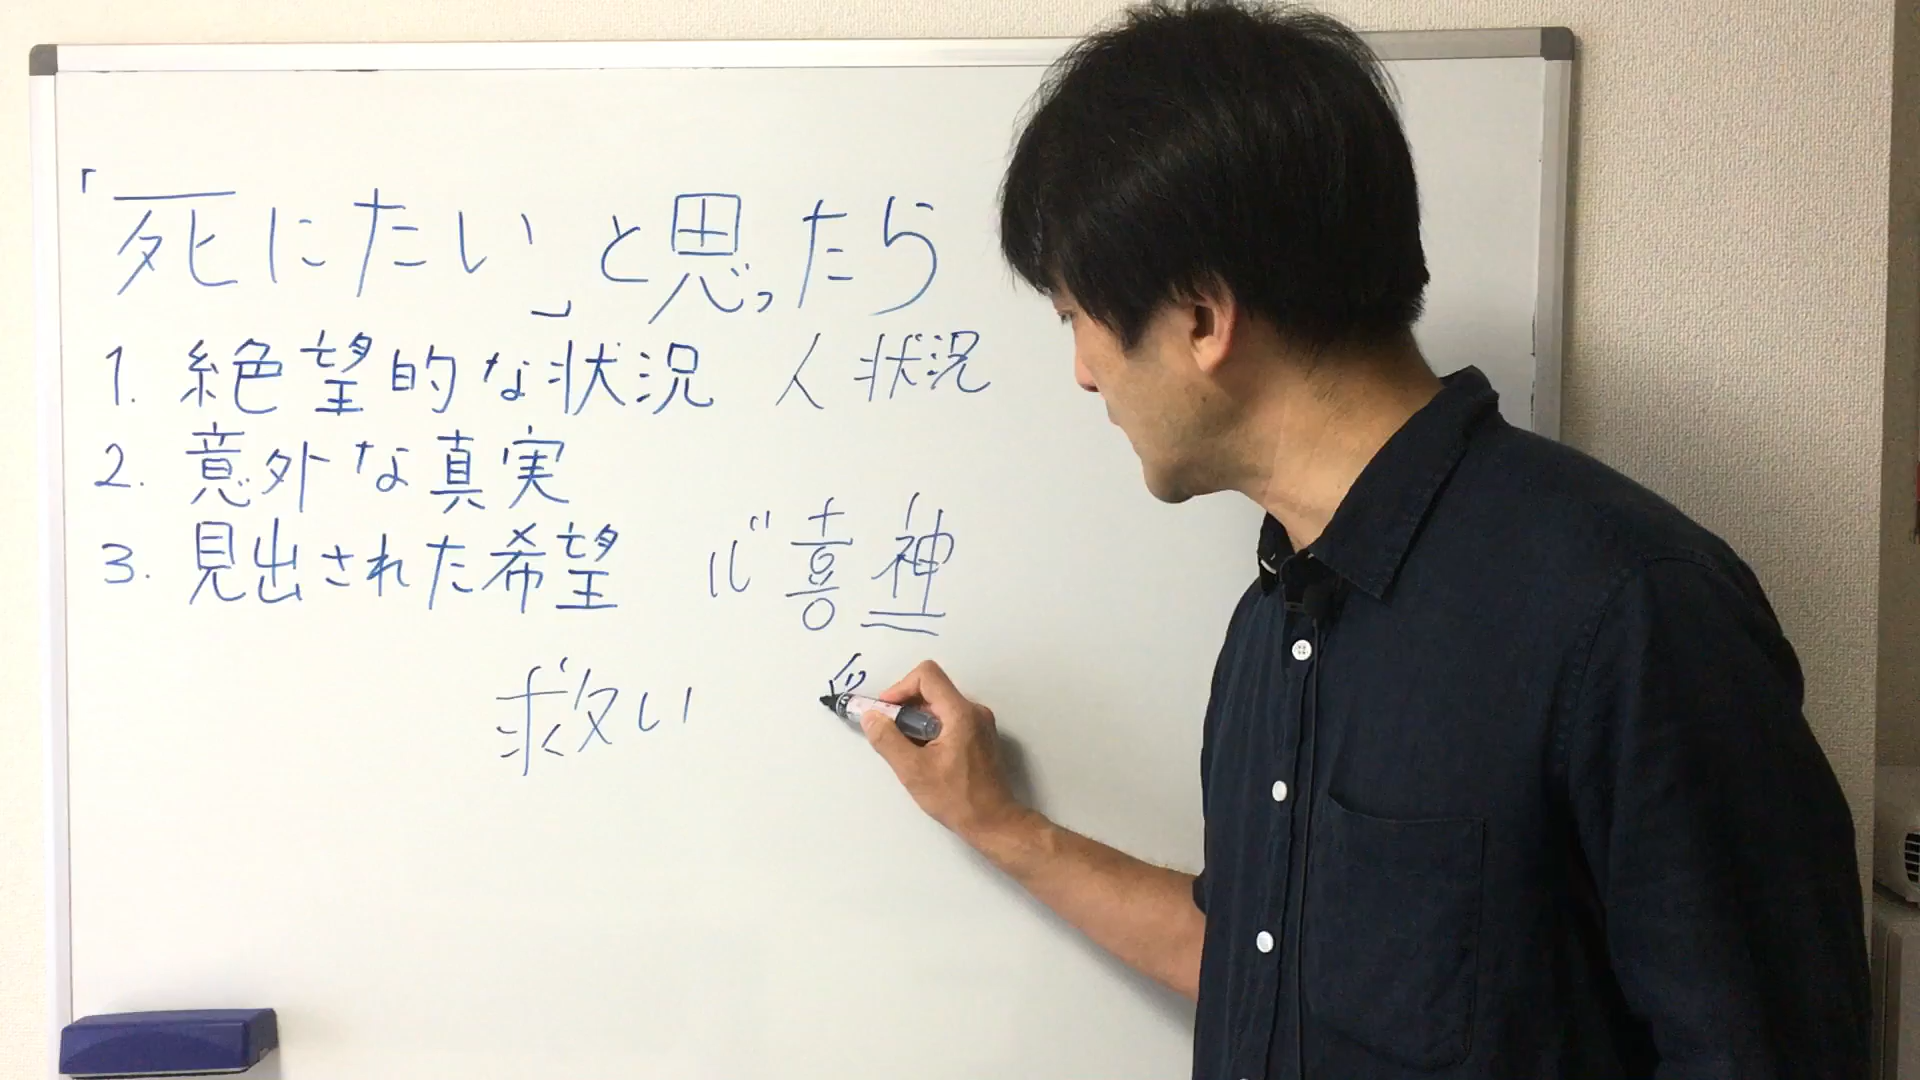 「死にたい」と思ったら
1. 絶望的な状況 人 状況
2. 意外な真実
3. 見出された希望 心 喜 神
救い